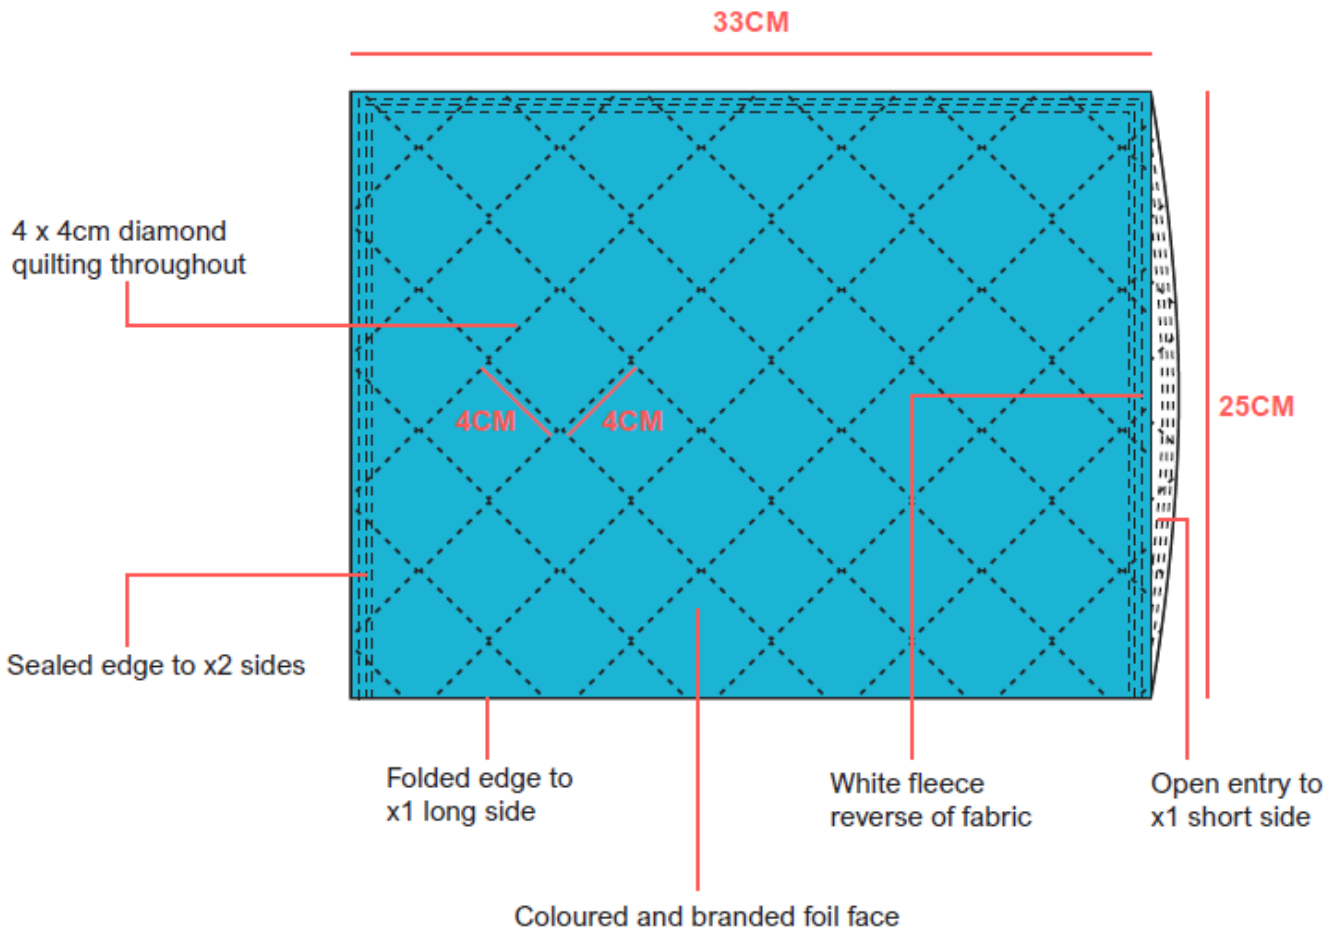 33CM
4 x 4cm diamond
quilting throughout
4CM
4CM
25CM
Sealed edge to x2 sides
Folded edge to
x1 long side
White fleece
reverse of fabric
Open entry to
x1 short side
Coloured and branded foil face